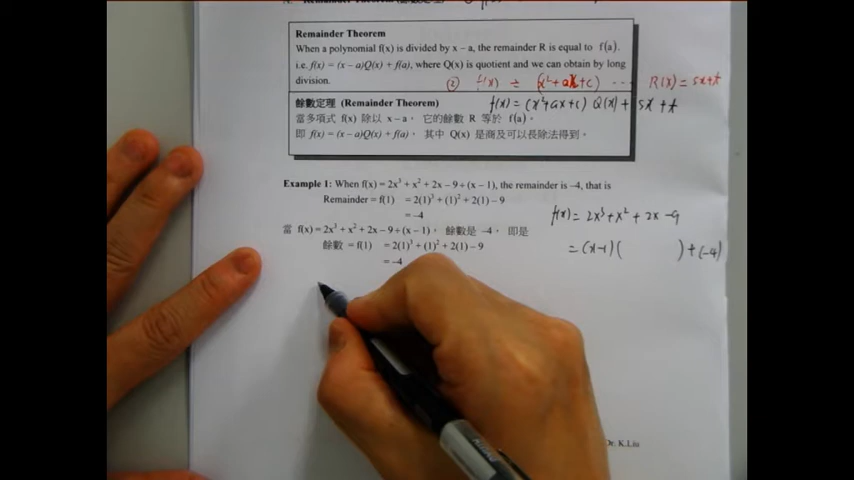 Remainder Theorem
When a polynomial f(x) is divided by x – a, the remainder R is equal to f(a).
i.e. f(x) = (x – a)Q(x) + f(a), where Q(x) is quotient and we can obtain by long
division.
② f(x) ÷ (x²+ax+c) ... R(x) = sx+t
f(x) = (x²+ax+c) Q(x) + sx + t
餘數定理 (Remainder Theorem)
當多項式 f(x) 除以 x – a， 它的餘數 R 等於 f(a)。
即 f(x) = (x – a)Q(x) + f(a)， 其中 Q(x) 是商及可以長除法得到。
Example 1: When f(x) = 2x³ + x² + 2x – 9 ÷ (x – 1), the remainder is –4, that is
Remainder = f(1) = 2(1)³ + (1)² + 2(1) – 9
= –4
f(x) = 2x³ + x² + 2x – 9
當 f(x) = 2x³ + x² + 2x – 9 ÷ (x – 1)， 餘數是 –4， 即是
餘數 = f(1) = 2(1)³ + (1)² + 2(1) – 9
= (x–1)( ) + (–4)
= –4
Dr. K.Liu